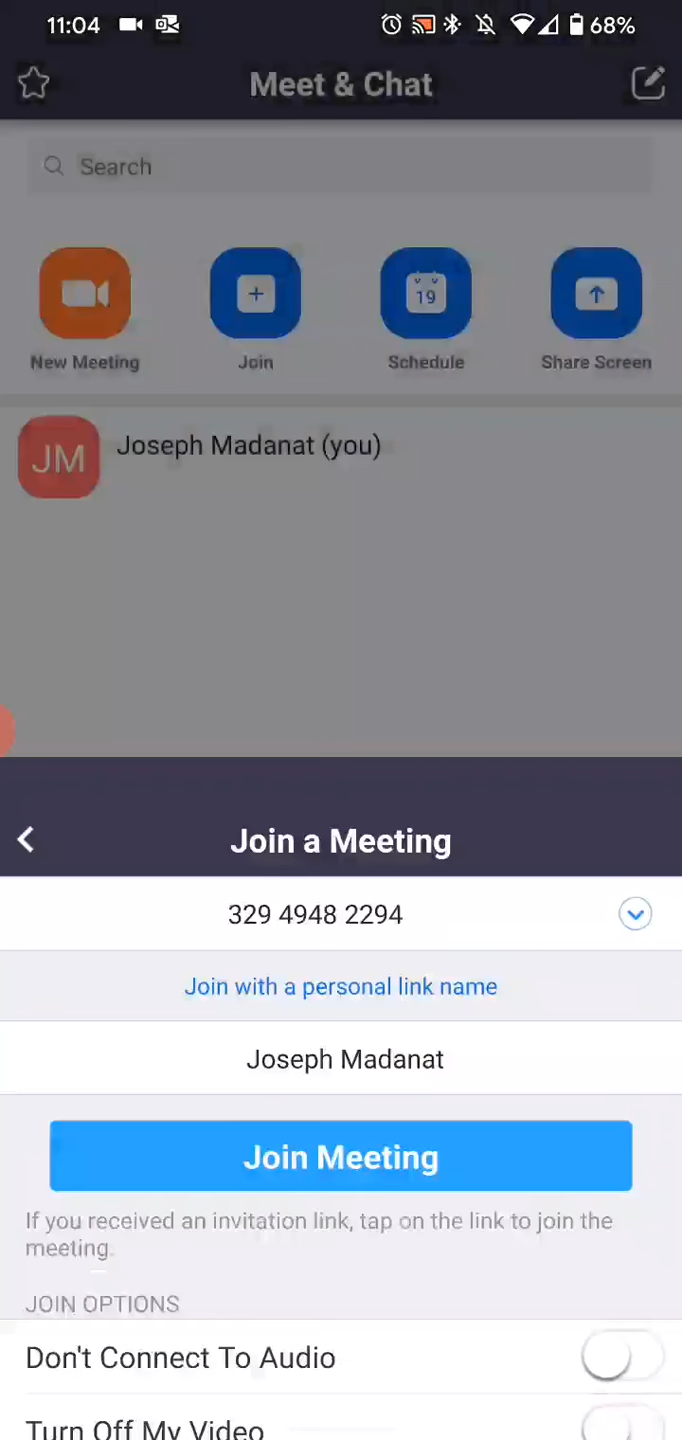 11:04
68%
Meet & Chat
Search
19
New Meeting
Join
Schedule
Share Screen
JM
Joseph Madanat (you)
Join a Meeting
329 4948 2294
Join with a personal link name
Joseph Madanat
Join Meeting
If you received an invitation link, tap on the link to join the
meeting.
JOIN OPTIONS
Don't Connect To Audio
Turn Off My Video